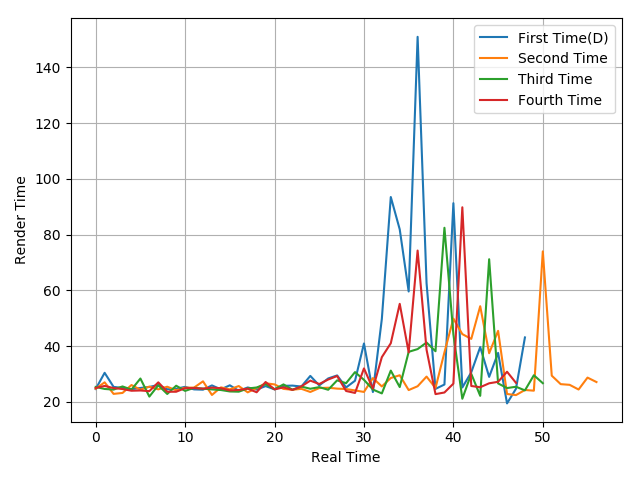 First Time(D)
Second Time
Third Time
Fourth Time
140
120
100
80
60
40
20
Render Time
0 10 20 30 40 50
Real Time